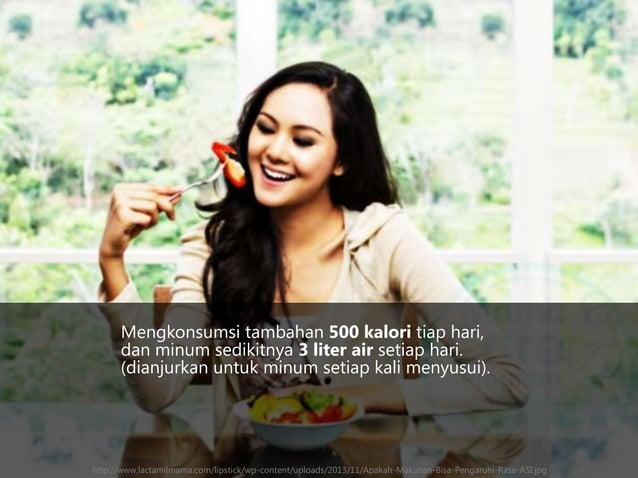 Mengkonsumsi tambahan 500 kalori tiap hari,
dan minum sedikitnya 3 liter air setiap hari.
(dianjurkan untuk minum setiap kali menyusui).
http://www.lactamilmama.com/lipstick/wp-content/uploads/2013/11/Apakah-Makanan-Bisa-Pengaruhi-Rasa-ASI.jpg